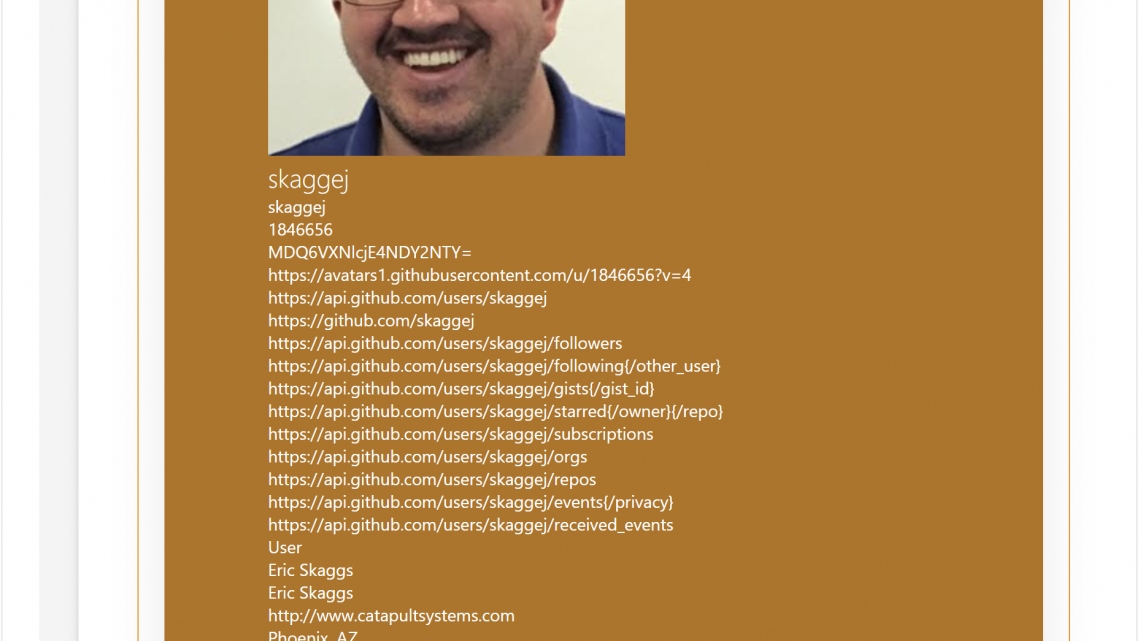 skaggej
skaggej
1846656
MDQ6VXNlcjE4NDY2NTY=
https://avatars1.githubusercontent.com/u/1846656?v=4
https://api.github.com/users/skaggej
https://github.com/skaggej
https://api.github.com/users/skaggej/followers
https://api.github.com/users/skaggej/following{/other_user}
https://api.github.com/users/skaggej/gists{/gist_id}
https://api.github.com/users/skaggej/starred{/owner}{/repo}
https://api.github.com/users/skaggej/subscriptions
https://api.github.com/users/skaggej/orgs
https://api.github.com/users/skaggej/repos
https://api.github.com/users/skaggej/events{/privacy}
https://api.github.com/users/skaggej/received_events
User
Eric Skaggs
Eric Skaggs
http://www.catapultsystems.com
Phoenix, AZ